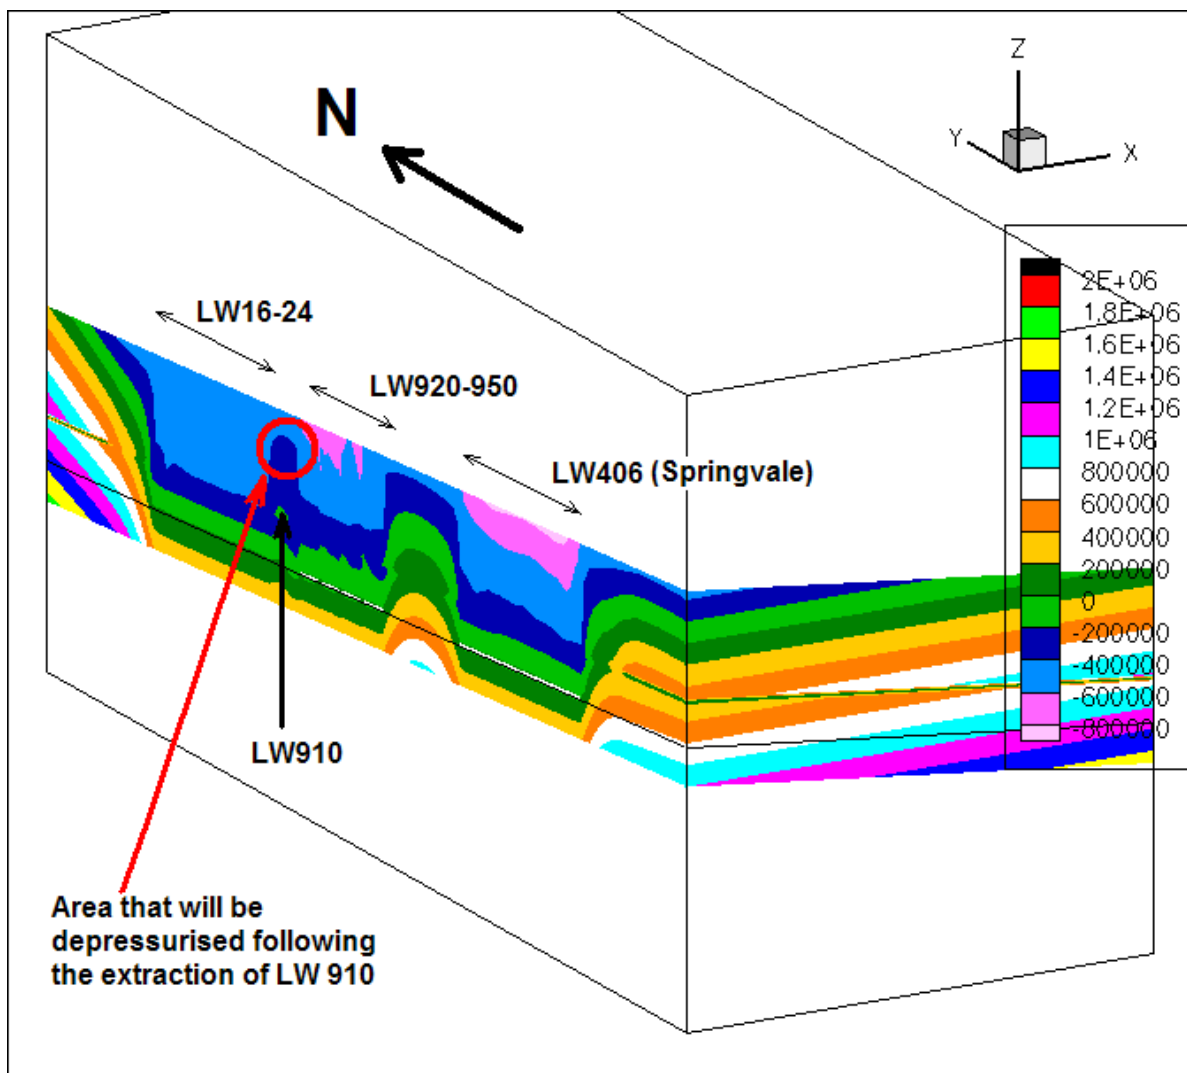 Z
N
Y
X
2E+06
LW16-24
1.8E+06
1.6E+06
LW920-950
1.4E+06
1.2E+06
1E+06
LW406 (Springvale)
800000
600000
400000
200000
0
-200000
-400000
-600000
-800000
LW910
Area that will be
depressurised following
the extraction of LW 910